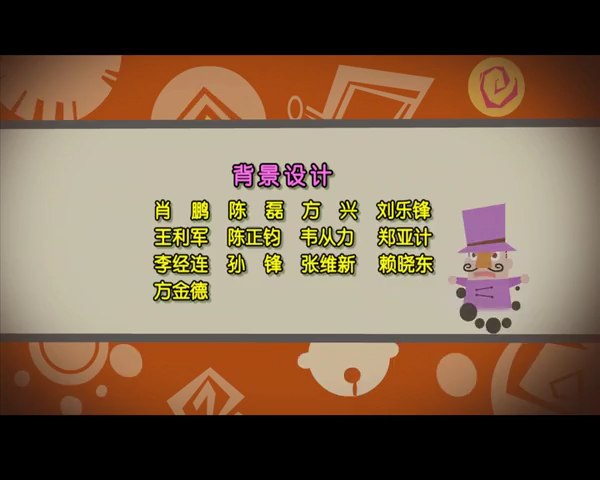 背景设计
肖　鹏　陈　磊　方　兴　刘乐锋
王利军　陈正钧　韦从力　郑亚计
李经连　孙　锋　张维新　赖晓东
方金德